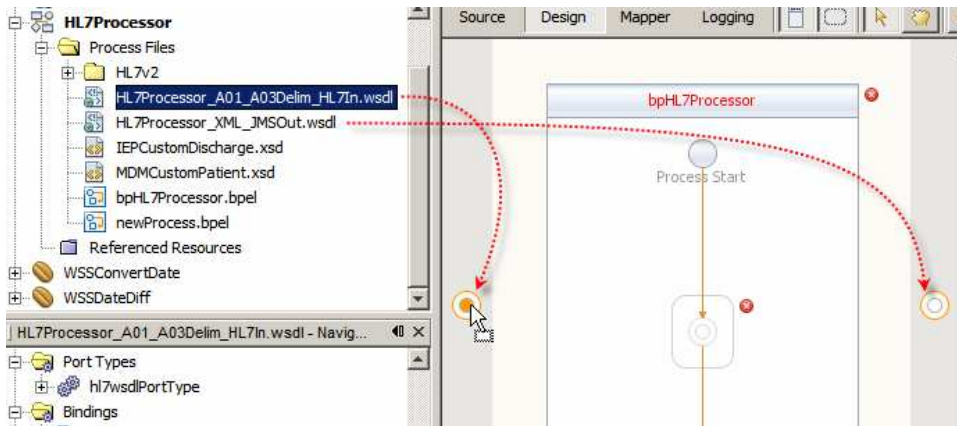 HL7Processor
Process Files
HL7v2
HL7Processor_A01_A03Delim_HL7In.wsdl
HL7Processor_XML_JMSOut.wsdl
IEPCustomDischarge.xsd
MDMCustomPatient.xsd
bpHL7Processor.bpel
newProcess.bpel
Referenced Resources
WSSConvertDate
WSSDateDiff
HL7Processor_A01_A03Delim_HL7In.wsdl - Navig...
Port Types
hl7wsdlPortType
Bindings
Source Design Mapper Logging
bpHL7Processor
Process Start